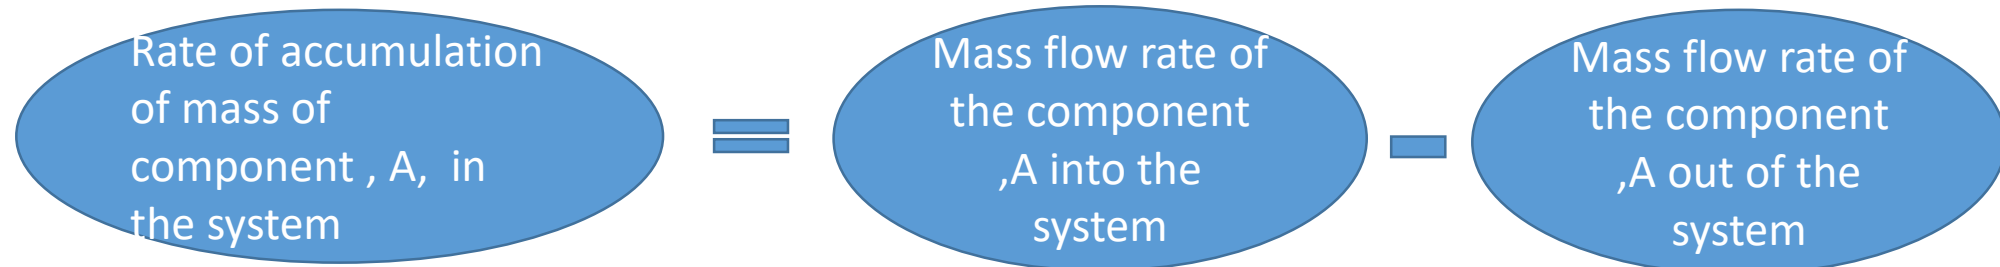 Rate of accumulation
of mass of
component , A, in
the system
Mass flow rate of
the component
,A into the
system
Mass flow rate of
the component
,A out of the
system